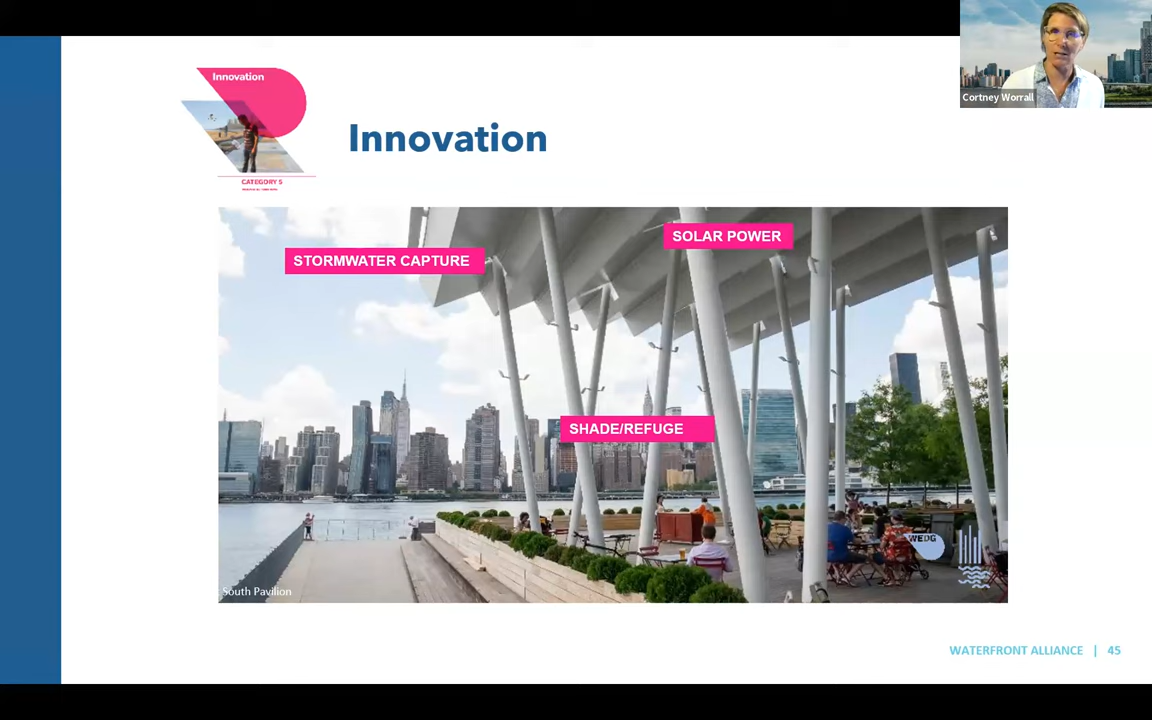 Innovation
CATEGORY 5
Innovation
Cortney Worrall
STORMWATER CAPTURE
SOLAR POWER
SHADE/REFUGE
WEDG
South Pavilion
WATERFRONT ALLIANCE | 45